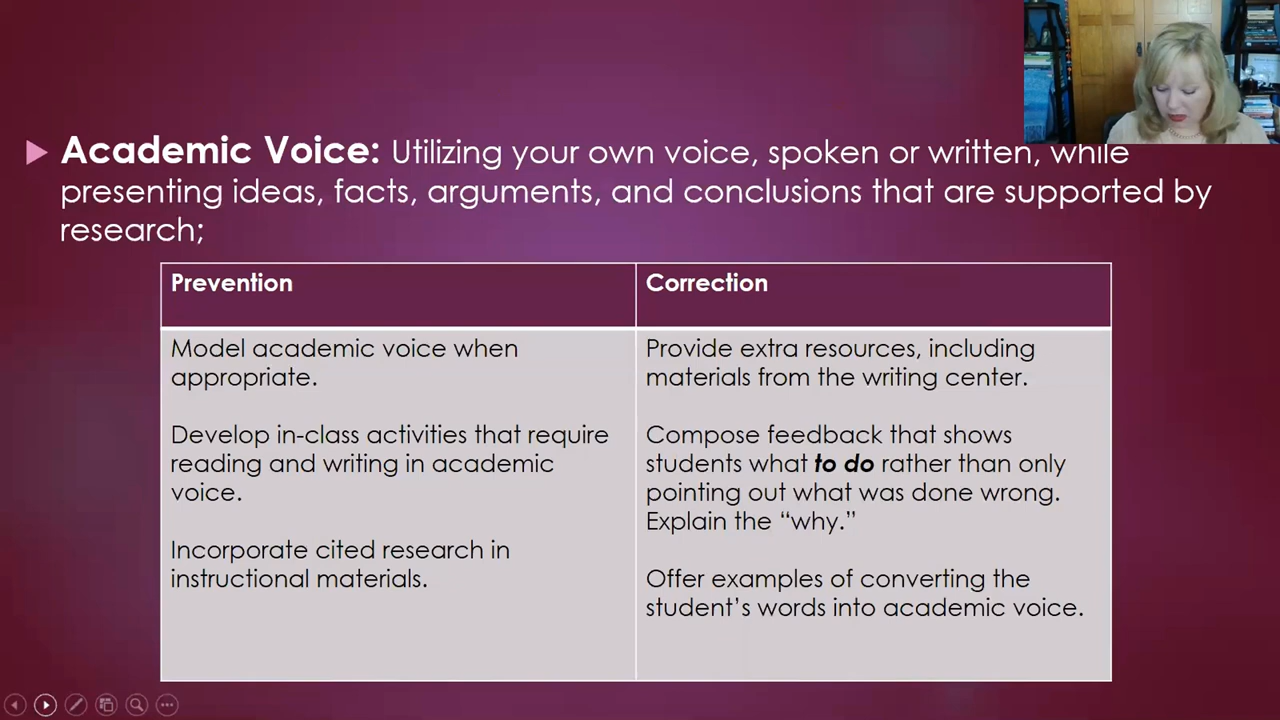 Academic Voice: Utilizing your own voice, spoken or written, while
presenting ideas, facts, arguments, and conclusions that are supported by
research;
Prevention
Model academic voice when
appropriate.
Develop in-class activities that require
reading and writing in academic
voice.
Incorporate cited research in
instructional materials.
Correction
Provide extra resources, including
materials from the writing center.
Compose feedback that shows
students what to do rather than only
pointing out what was done wrong.
Explain the “why.”
Offer examples of converting the
student’s words into academic voice.